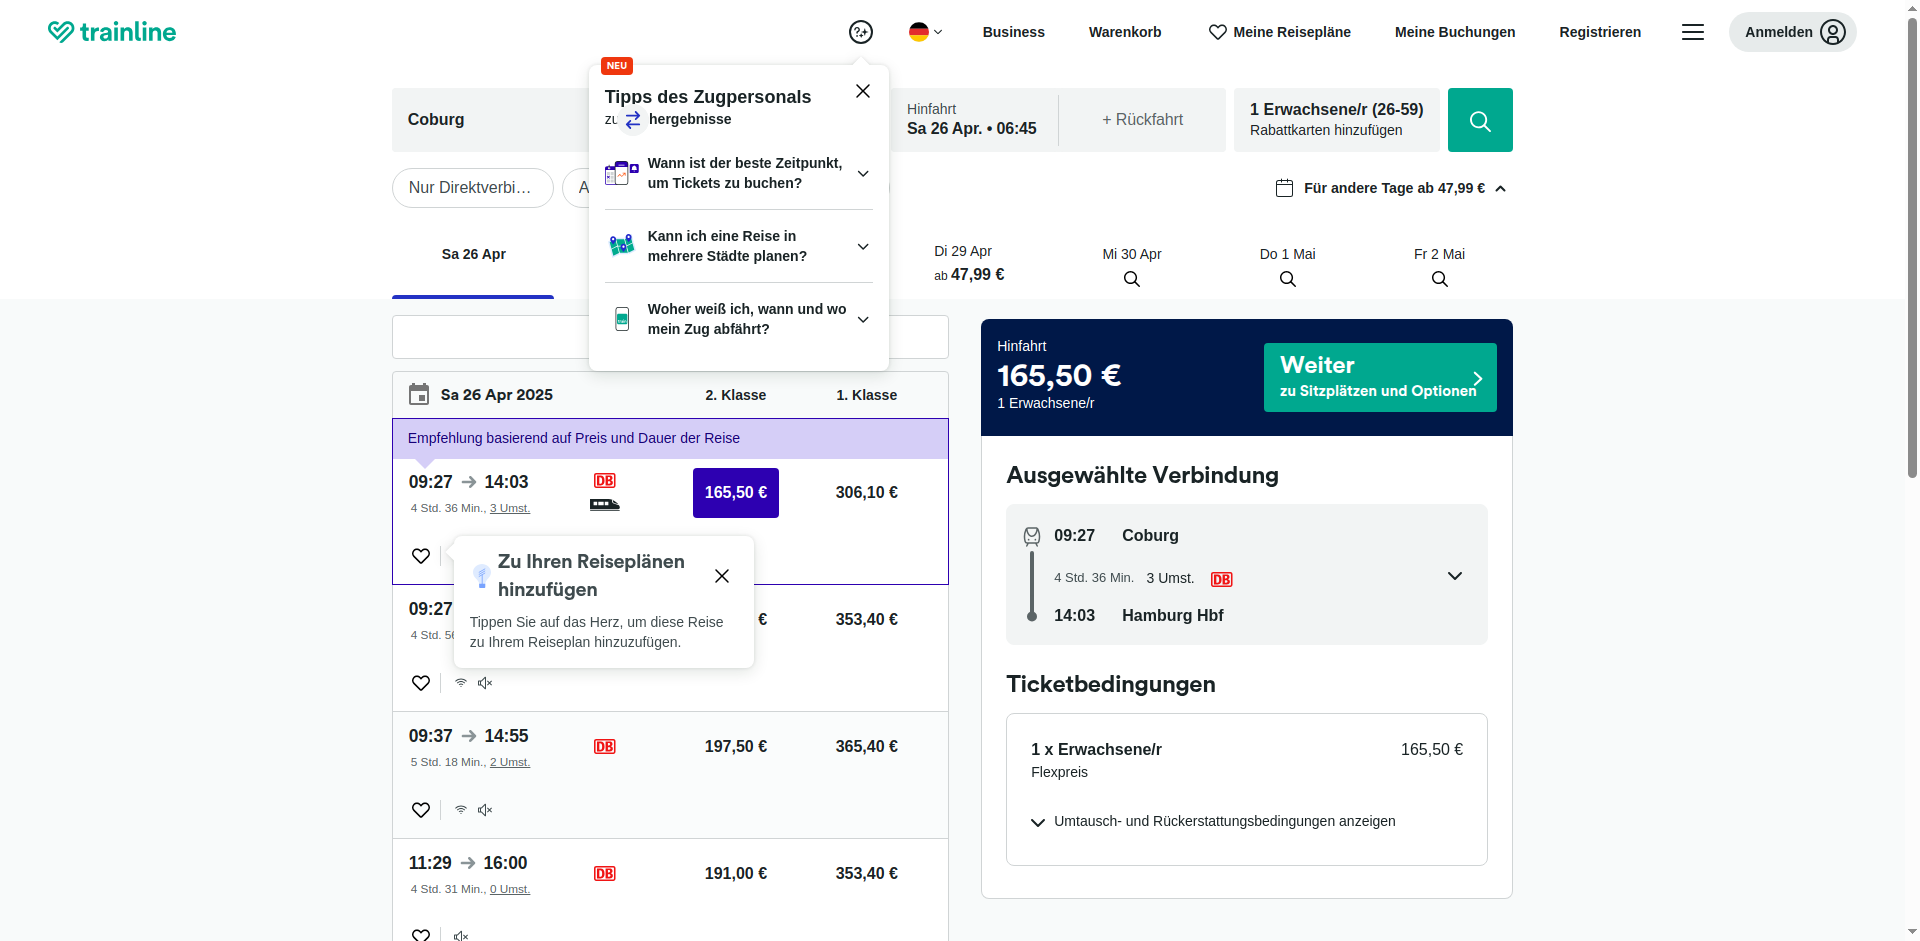 trainline
Business
Warenkorb
Meine Reisepläne
Meine Buchungen
Registrieren
Anmelden
NEU
Tipps des Zugpersonals
zu hergebnisse
Wann ist der beste Zeitpunkt,
um Tickets zu buchen?
Kann ich eine Reise in
mehrere Städte planen?
Woher weiß ich, wann und wo
mein Zug abfährt?
Coburg
Hinfahrt
Sa 26 Apr. • 06:45
+ Rückfahrt
1 Erwachsene/r (26-59)
Rabattkarten hinzufügen
Nur Direktverbi…
A
Für andere Tage ab 47,99 €
Sa 26 Apr
Di 29 Apr
ab 47,99 €
Mi 30 Apr
Do 1 Mai
Fr 2 Mai
Sa 26 Apr 2025
2. Klasse
1. Klasse
Empfehlung basierend auf Preis und Dauer der Reise
09:27 → 14:03
DB
165,50 €
306,10 €
4 Std. 36 Min., 3 Umst.
Zu Ihren Reiseplänen
hinzufügen
Tippen Sie auf das Herz, um diese Reise
zu Ihrem Reiseplan hinzuzufügen.
09:27
€
353,40 €
4 Std. 56
09:37 → 14:55
DB
197,50 €
365,40 €
5 Std. 18 Min., 2 Umst.
11:29 → 16:00
DB
191,00 €
353,40 €
4 Std. 31 Min., 0 Umst.
Hinfahrt
165,50 €
1 Erwachsene/r
Weiter
zu Sitzplätzen und Optionen
Ausgewählte Verbindung
09:27 Coburg
4 Std. 36 Min. 3 Umst. DB
14:03 Hamburg Hbf
Ticketbedingungen
1 x Erwachsene/r 165,50 €
Flexpreis
Umtausch- und Rückerstattungsbedingungen anzeigen